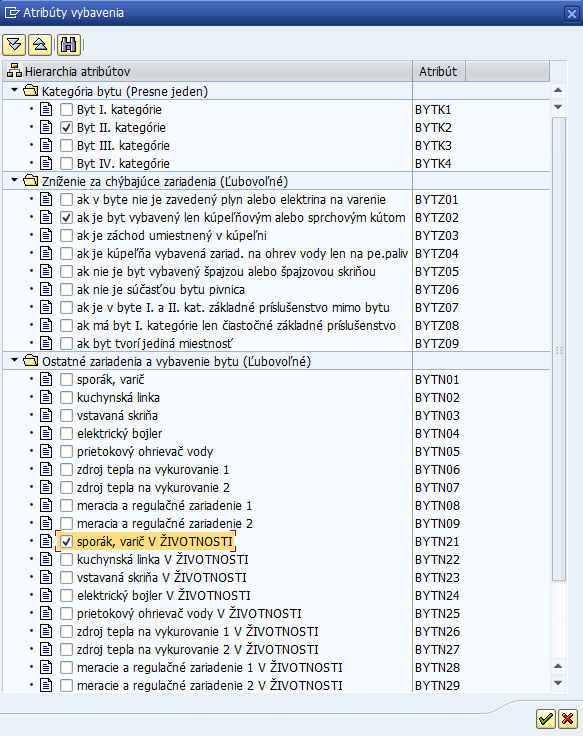 Atribúty vybavenia
Hierarchia atribútov Atribút
Kategória bytu (Presne jeden)
Byt I. kategórie BYTK1
Byt II. kategórie BYTK2
Byt III. kategórie BYTK3
Byt IV. kategórie BYTK4
Zníženie za chýbajúce zariadenia (Ľubovoľné)
ak v byte nie je zavedený plyn alebo elektrina na varenie BYTZ01
ak je byt vybavený len kúpeľňovým alebo sprchovým kútom BYTZ02
ak je záchod umiestnený v kúpeľni BYTZ03
ak je kúpeľňa vybavená zariad. na ohrev vody len na pe.paliv BYTZ04
ak nie je byt vybavený špajzou alebo špajzovou skriňou BYTZ05
ak nie je súčasťou bytu pivnica BYTZ06
ak je v byte I. a II. kat. základné príslušenstvo mimo bytu BYTZ07
ak má byt I. kategórie len čiastočné základné príslušenstvo BYTZ08
ak byt tvorí jediná miestnosť BYTZ09
Ostatné zariadenia a vybavenie bytu (Ľubovoľné)
sporák, varič BYTN01
kuchynská linka BYTN02
vstavaná skriňa BYTN03
elektrický bojler BYTN04
prietokový ohrievač vody BYTN05
zdroj tepla na vykurovanie 1 BYTN06
zdroj tepla na vykurovanie 2 BYTN07
meracia a regulačné zariadenie 1 BYTN08
meracia a regulačné zariadenie 2 BYTN09
sporák, varič V ŽIVOTNOSTI BYTN21
kuchynská linka V ŽIVOTNOSTI BYTN22
vstavaná skriňa V ŽIVOTNOSTI BYTN23
elektrický bojler V ŽIVOTNOSTI BYTN24
prietokový ohrievač vody V ŽIVOTNOSTI BYTN25
zdroj tepla na vykurovanie 1 V ŽIVOTNOSTI BYTN26
zdroj tepla na vykurovanie 2 V ŽIVOTNOSTI BYTN27
meracie a regulačné zariadenie 1 V ŽIVOTNOSTI BYTN28
meracie a regulačné zariadenie 2 V ŽIVOTNOSTI BYTN29